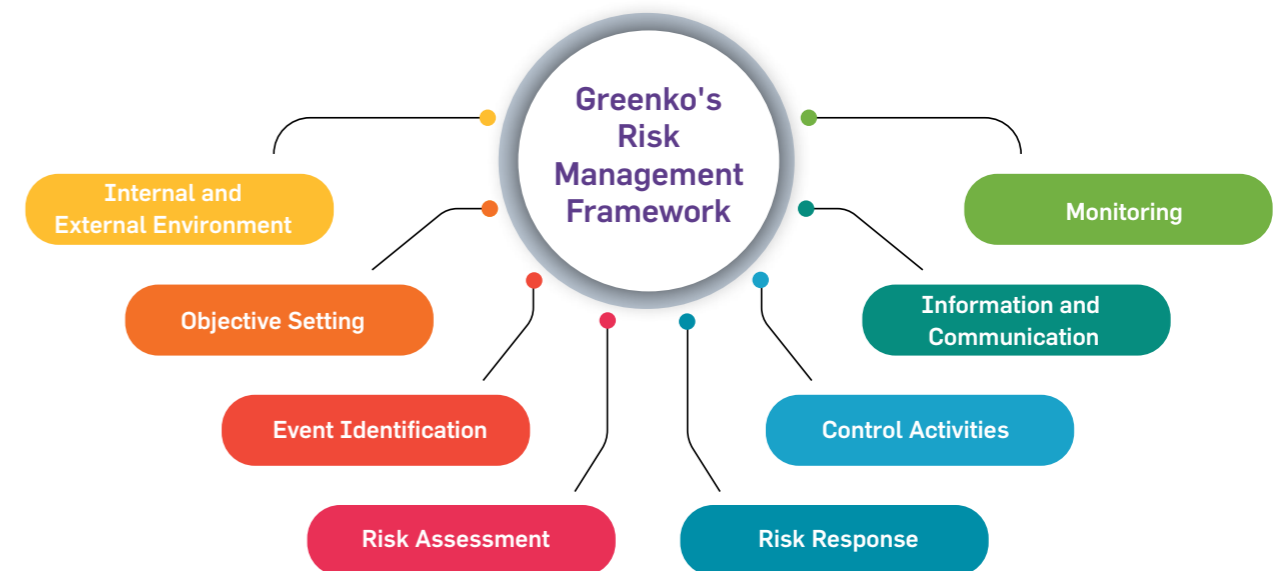 Greenko's
Risk
Management
Framework
Internal and
External Environment
Objective Setting
Event Identification
Risk Assessment
Risk Response
Control Activities
Information and
Communication
Monitoring